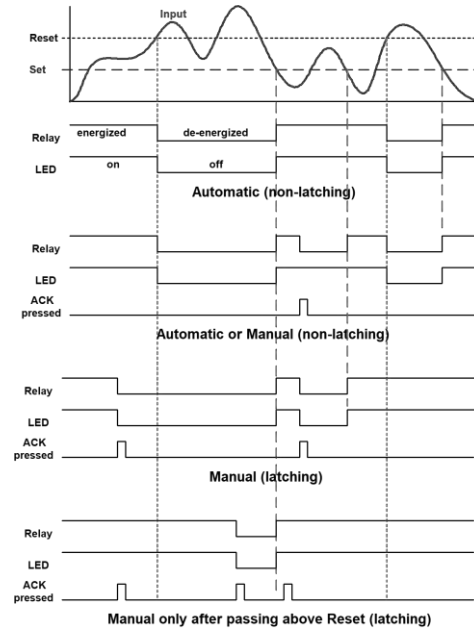 Input
Reset
Set
energized de-energized
Relay
on off
LED
Automatic (non-latching)
Relay
LED
ACK
pressed
Automatic or Manual (non-latching)
Relay
LED
ACK
pressed
Manual (latching)
Relay
LED
ACK
pressed
Manual only after passing above Reset (latching)